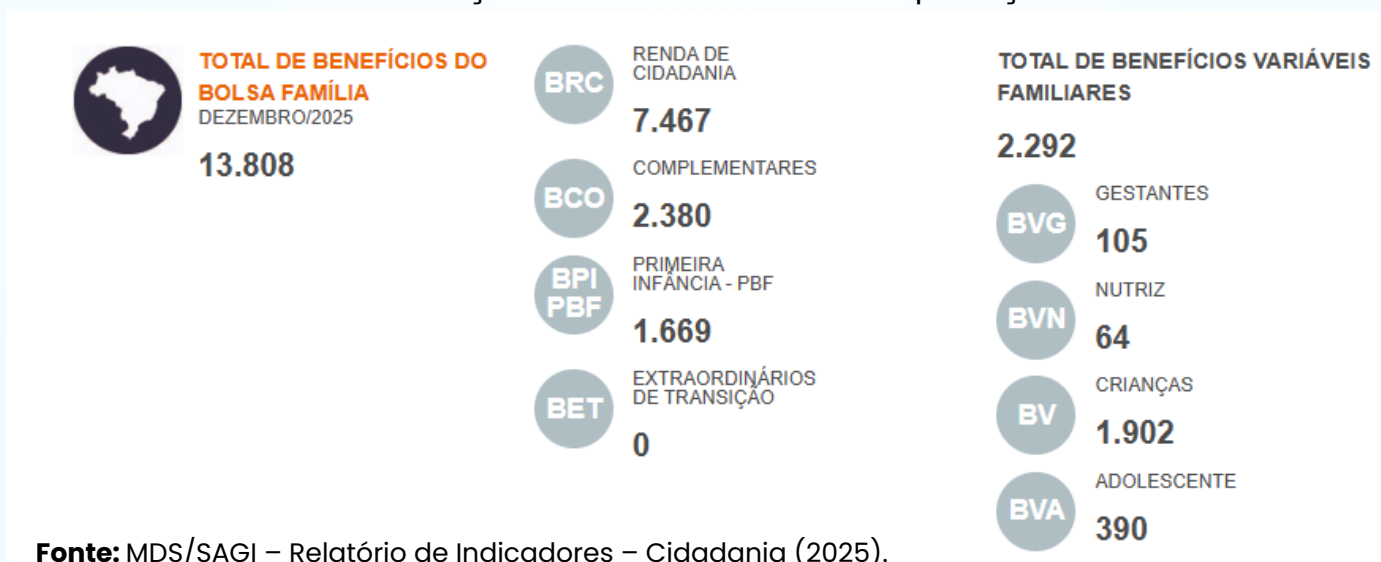 TOTAL DE BENEFÍCIOS DO
BOLSA FAMÍLIA
DEZEMBRO/2025
13.808
BRC
RENDA DE
CIDADANIA
7.467
BCO
COMPLEMENTARES
2.380
BPI
PBF
PRIMEIRA
INFÂNCIA - PBF
1.669
BET
EXTRAORDINÁRIOS
DE TRANSIÇÃO
0
TOTAL DE BENEFÍCIOS VARIÁVEIS
FAMILIARES
2.292
BVG
GESTANTES
105
BVN
NUTRIZ
64
BV
CRIANÇAS
1.902
BVA
ADOLESCENTE
390
Fonte: MDS/SAGI – Relatório de Indicadores – Cidadania (2025).